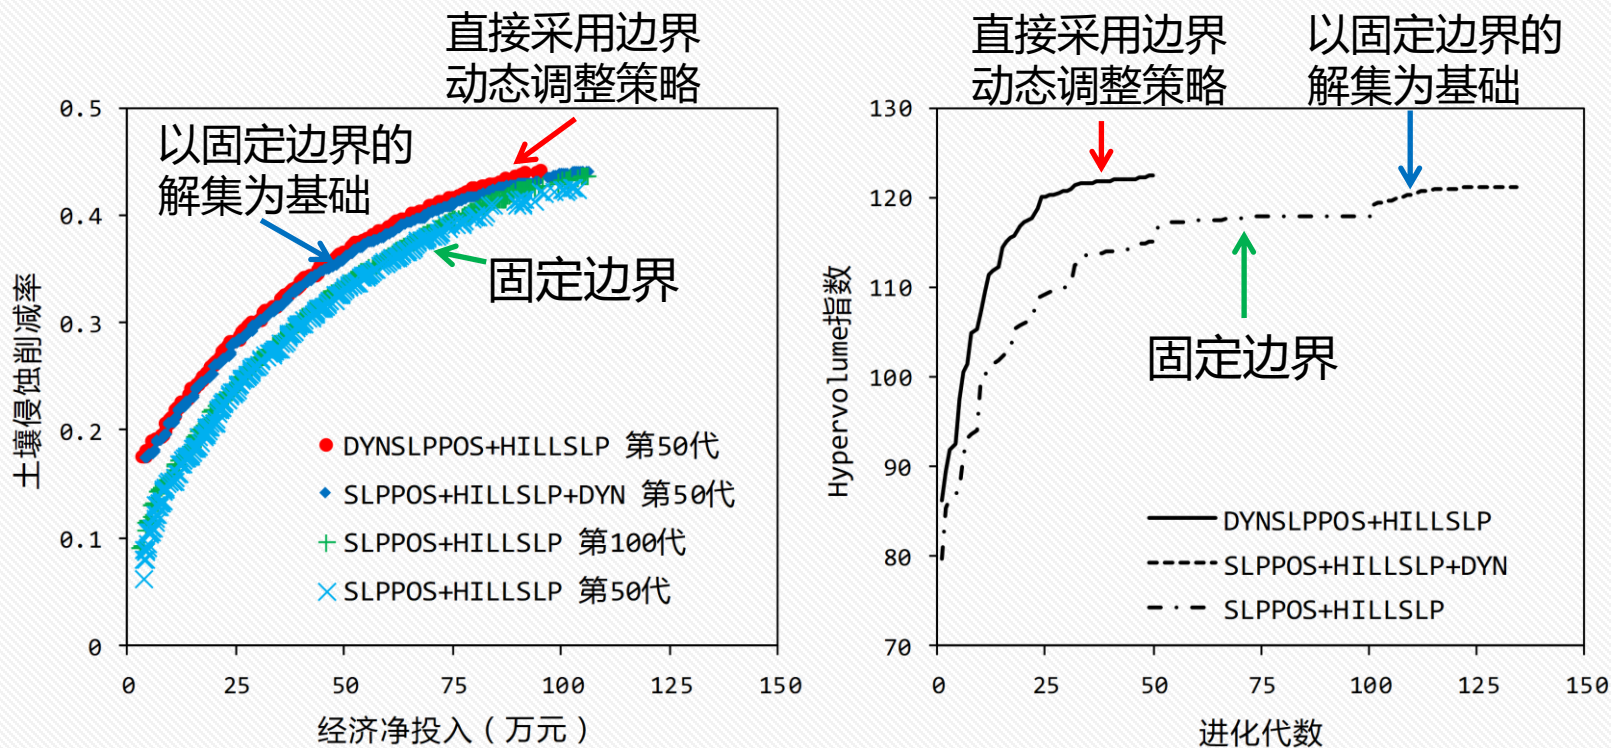 直接采用边界
动态调整策略
以固定边界的
解集为基础
固定边界
0.5
0.4
0.3
0.2
0.1
0
土壤侵蚀削减率
DYNSLPPOS+HILLSLP 第50代
SLPPOS+HILLSLP+DYN 第50代
SLPPOS+HILLSLP 第100代
SLPPOS+HILLSLP 第50代
0 25 50 75 100 125 150
经济净投入(万元)
直接采用边界
动态调整策略
以固定边界的
解集为基础
固定边界
130
120
110
100
90
80
70
Hypervolume指数
DYNSLPPOS+HILLSLP
SLPPOS+HILLSLP+DYN
SLPPOS+HILLSLP
0 25 50 75 100 125 150
进化代数